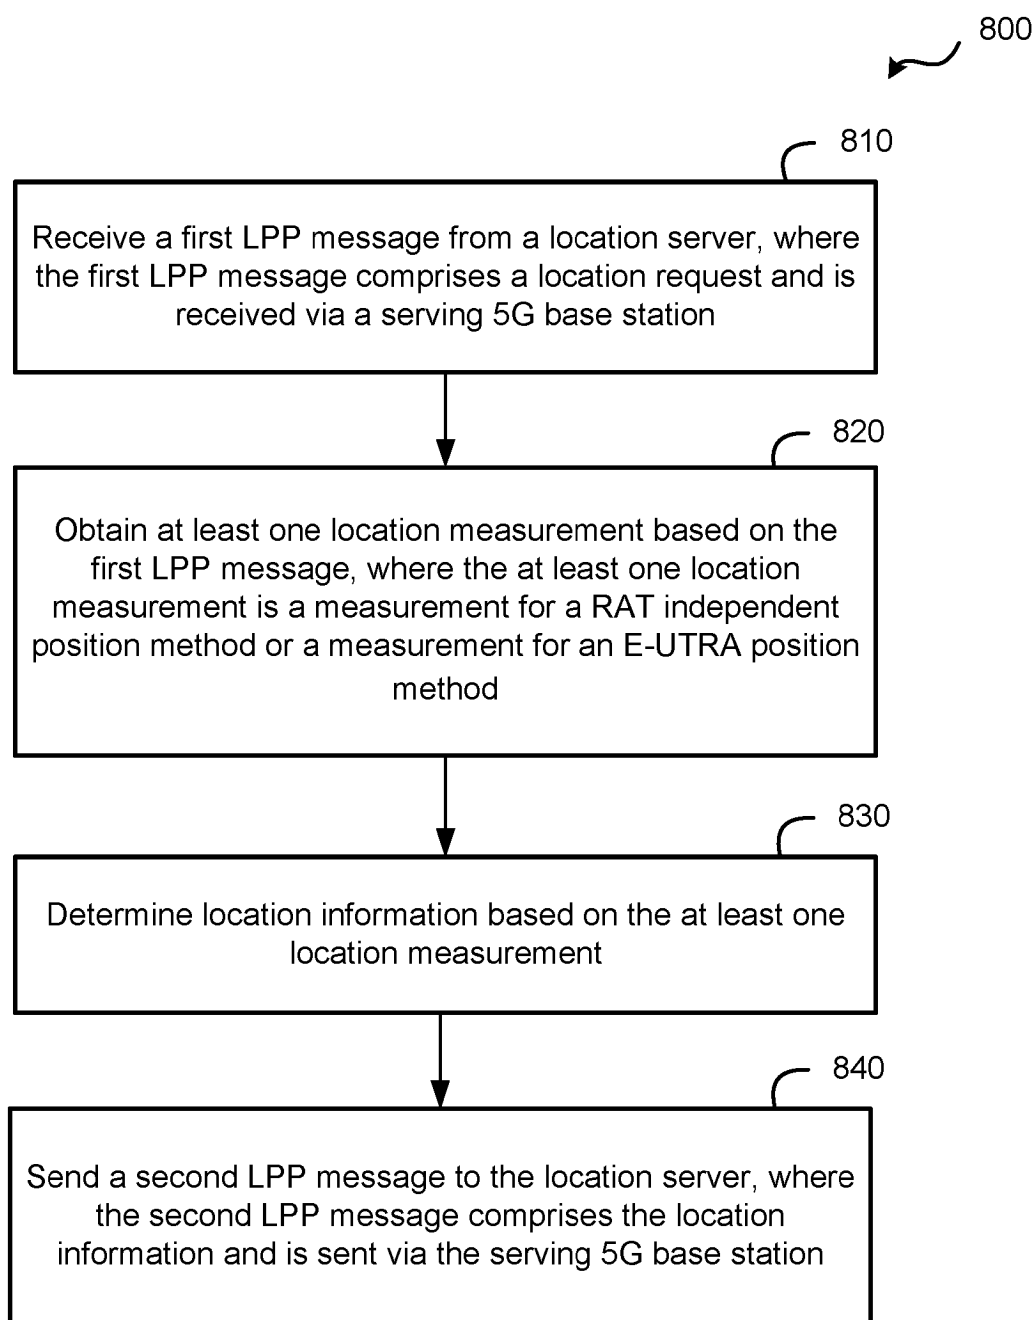 800
810
Receive a first LPP message from a location server, where
the first LPP message comprises a location request and is
received via a serving 5G base station
820
Obtain at least one location measurement based on the
first LPP message, where the at least one location
measurement is a measurement for a RAT independent
position method or a measurement for an E-UTRA position
method
830
Determine location information based on the at least one
location measurement
840
Send a second LPP message to the location server, where
the second LPP message comprises the location
information and is sent via the serving 5G base station